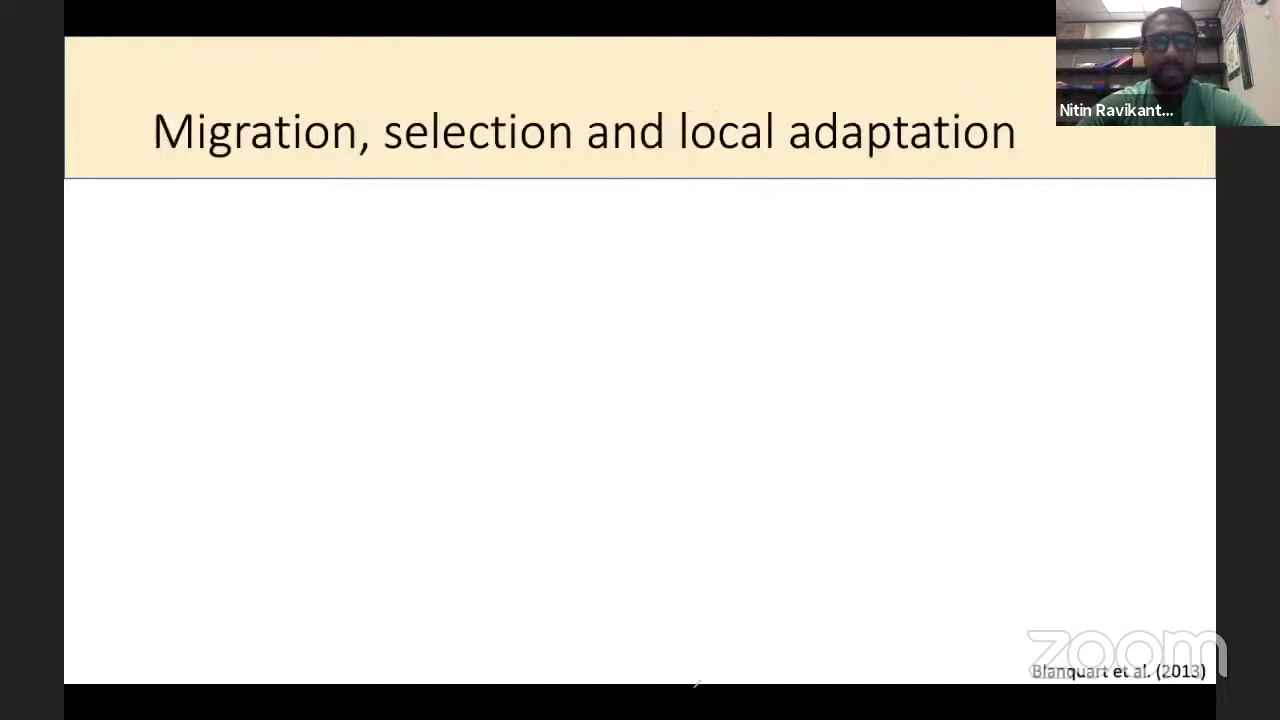 Nitin Ravikant...
Migration, selection and local adaptation
zoom
Blanquart et al. (2013)